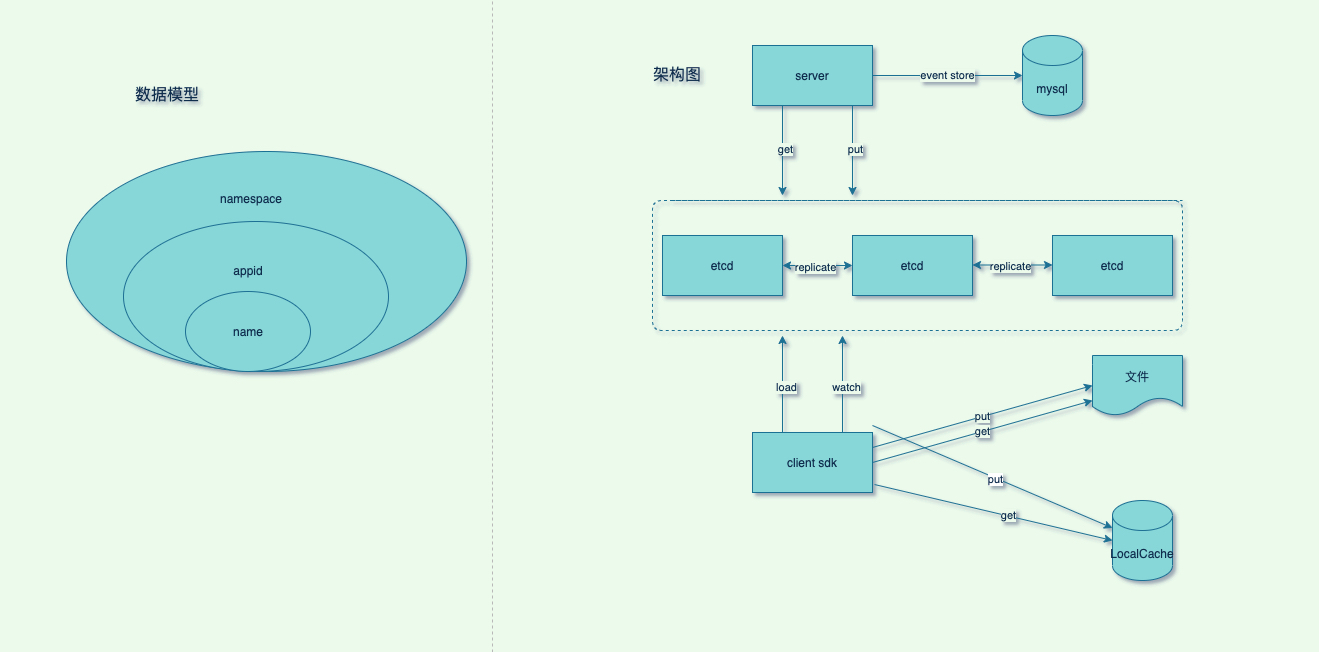 数据模型
namespace
appid
name
架构图
server
event store
mysql
get
put
etcd
replicate
etcd
replicate
etcd
load
watch
文件
put
get
client sdk
put
get
LocalCache